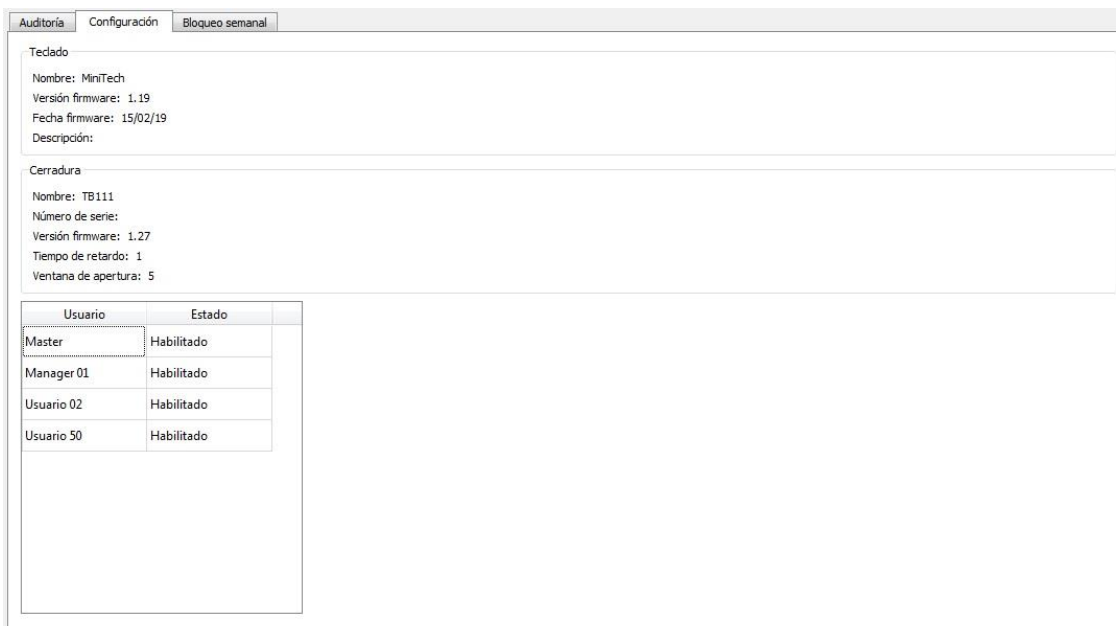 Auditoría Configuración Bloqueo semanal
Teclado
Nombre: MiniTech
Versión firmware: 1.19
Fecha firmware: 15/02/19
Descripción:
Cerradura
Nombre: TB111
Número de serie:
Versión firmware: 1.27
Tiempo de retardo: 1
Ventana de apertura: 5
Usuario Estado
Master Habilitado
Manager 01 Habilitado
Usuario 02 Habilitado
Usuario 50 Habilitado